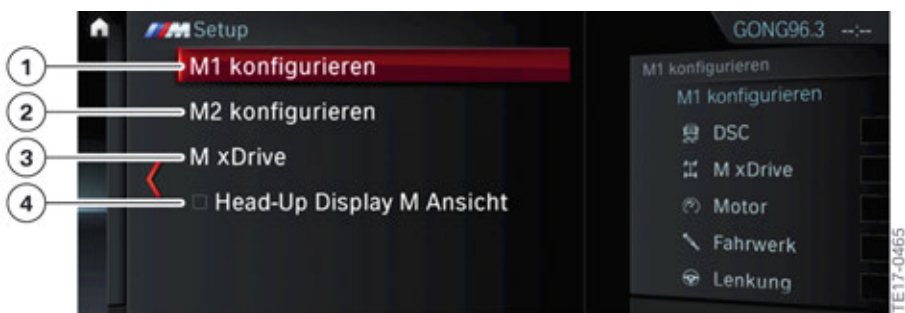 M Setup
GONG96.3 --:--
1
M1 konfigurieren
2
M2 konfigurieren
3
M xDrive
4
Head-Up Display M Ansicht
M1 konfigurieren
M1 konfigurieren
DSC
M xDrive
Motor
Fahrwerk
Lenkung
TE17-0465